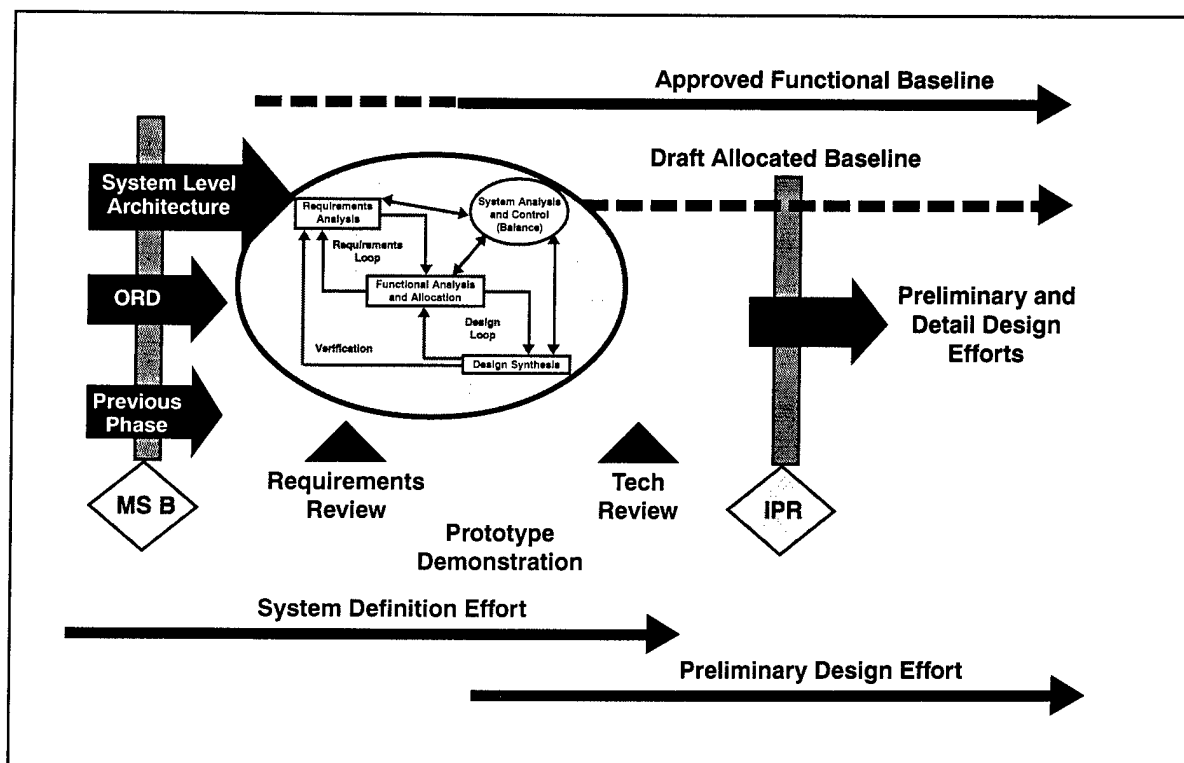 Approved Functional Baseline
Draft Allocated Baseline
System Level
Architecture
Requirements
Analysis
System Analysis
and Control
(Balance)
Requirements
Loop
ORD
Functional Analysis
and Allocation
Preliminary and
Detail Design
Efforts
Design
Loop
Verification
Design Synthesis
Previous
Phase
MS B
Requirements
Review
Tech
Review
IPR
Prototype
Demonstration
System Definition Effort
Preliminary Design Effort